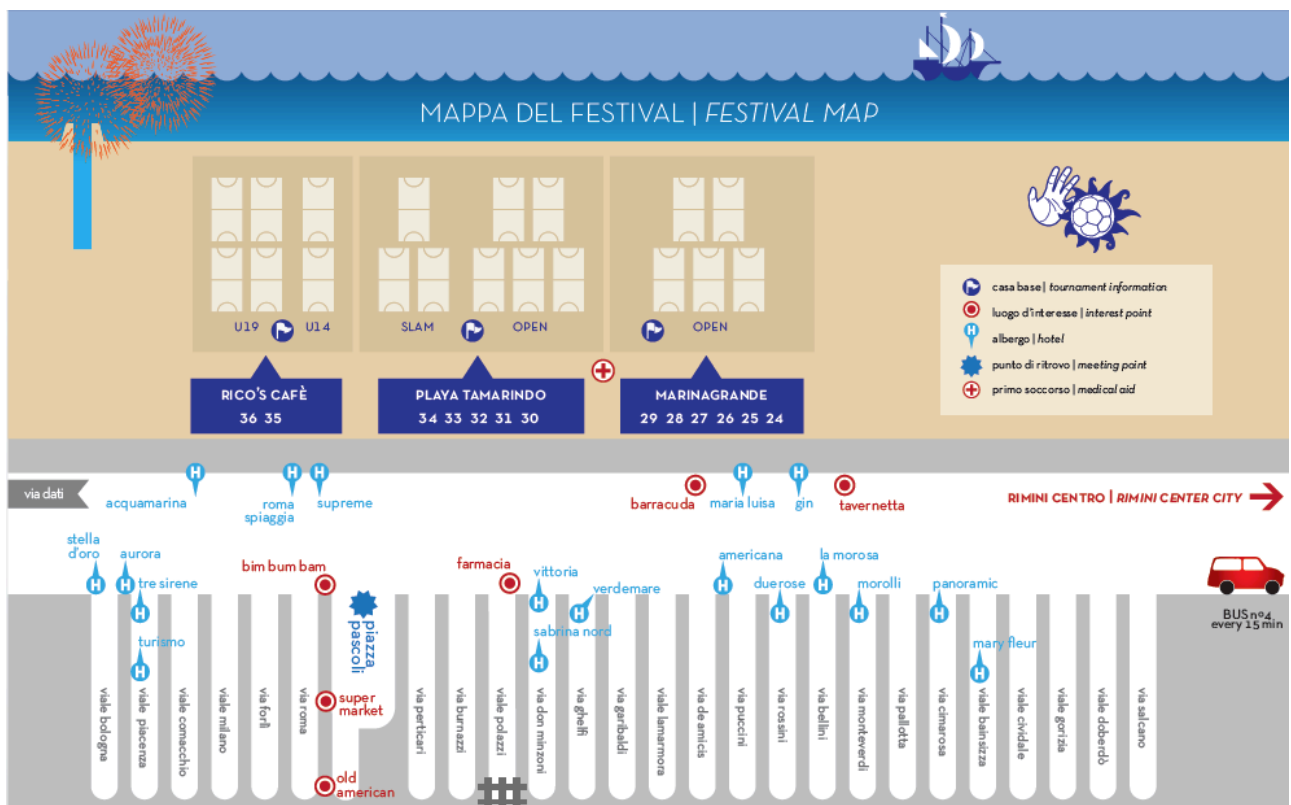 MAPPA DEL FESTIVAL | FESTIVAL MAP
U19
U14
SLAM
OPEN
OPEN
RICO'S CAFÈ
36 35
PLAYA TAMARINDO
34 33 32 31 30
MARINAGRANDE
29 28 27 26 25 24
casa base | tournament information
luogo d'interesse | interest point
albergo | hotel
punto di ritrovo | meeting point
primo soccorso | medical aid
via dati
acquamarina
roma
spiaggia
supreme
barracuda
maria luisa
gin
tavernetta
RIMINI CENTRO | RIMINI CENTER CITY
stella
d'oro
aurora
tre sirene
turismo
bim bum bam
piazza
pascoli
super
market
old
american
farmacia
vittoria
verdemare
sabrina nord
americana
due rose
la morosa
morolli
panoramic
mary fleur
BUS nº4,
every 15 min
viale bologna
viale piacenza
viale comacchio
viale milano
via forlì
via roma
via perticari
via burnazzi
viale polazzi
via don minzoni
via ghelfi
via garibaldi
viale lamarmora
via de amicis
via puccini
via rossini
via bellini
via monteverdi
via pallotta
via cimarosa
viale bainsizza
viale cividale
viale gorizia
viale doberdò
via salcano